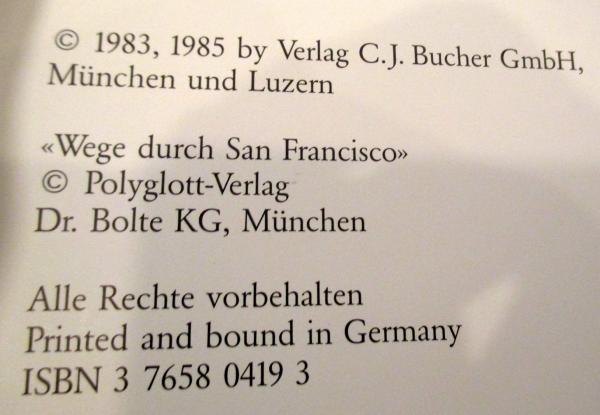 © 1983, 1985 by Verlag C.J. Bucher GmbH,
München und Luzern
«Wege durch San Francisco»
© Polyglott-Verlag
Dr. Bolte KG, München
Alle Rechte vorbehalten
Printed and bound in Germany
ISBN 3 7658 0419 3